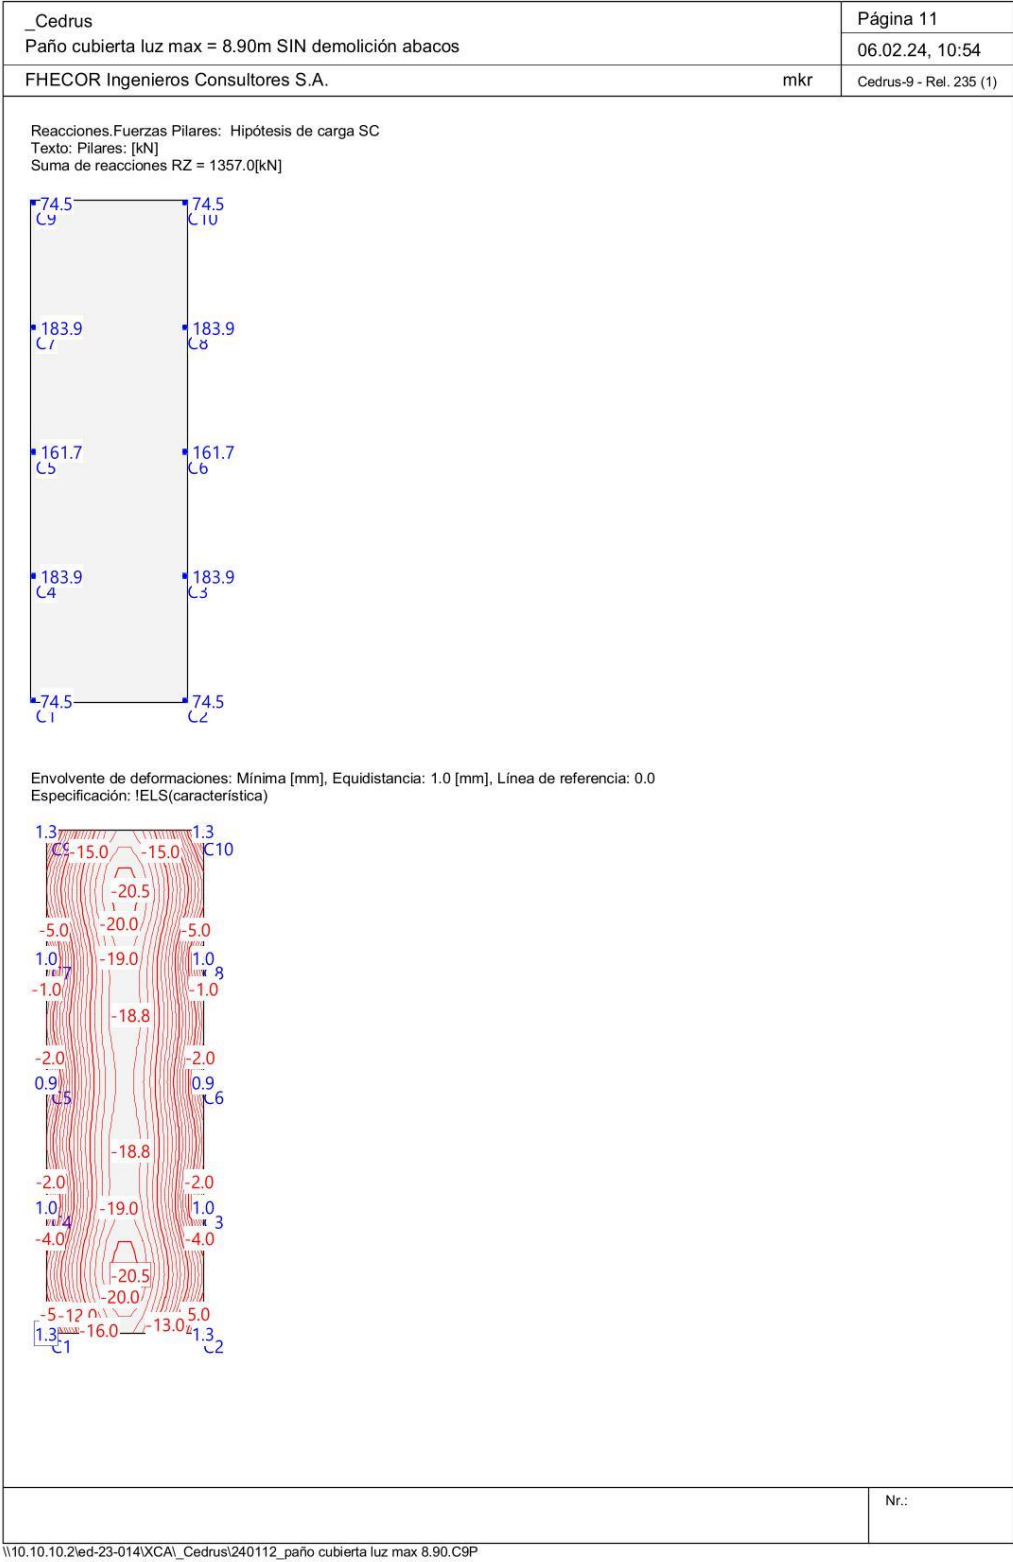 _Cedrus
Página 11
Paño cubierta luz max = 8.90m SIN demolición abacos
06.02.24, 10:54
FHECOR Ingenieros Consultores S.A.
mkr
Cedrus-9 - Rel. 235 (1)
Reacciones.Fuerzas Pilares: Hipótesis de carga SC
Texto: Pilares: [kN]
Suma de reacciones RZ = 1357.0[kN]
74.5 74.5
C9 C10
183.9 183.9
C7 C8
161.7 161.7
C5 C6
183.9 183.9
C4 C3
74.5 74.5
C1 C2
Envolvente de deformaciones: Mínima [mm], Equidistancia: 1.0 [mm], Línea de referencia: 0.0
Especificación: !ELS(característica)
1.3 1.3
C9 -15.0 -15.0 C10
-20.5
-5.0 -20.0 -5.0
1.0 -19.0 1.0
7 8
-1.0 -1.0
-18.8
-2.0 -2.0
0.9 0.9
C5 C6
-18.8
-2.0 -2.0
1.0 -19.0 1.0
4 3
-4.0 -4.0
-20.5
-20.0
-5 -12.0 -13.0 5.0
1.3 -16.0 1.3
C1 C2
Nr.:
\\10.10.10.2\ed-23-014\XCA\_Cedrus\240112_paño cubierta luz max 8.90.C9P